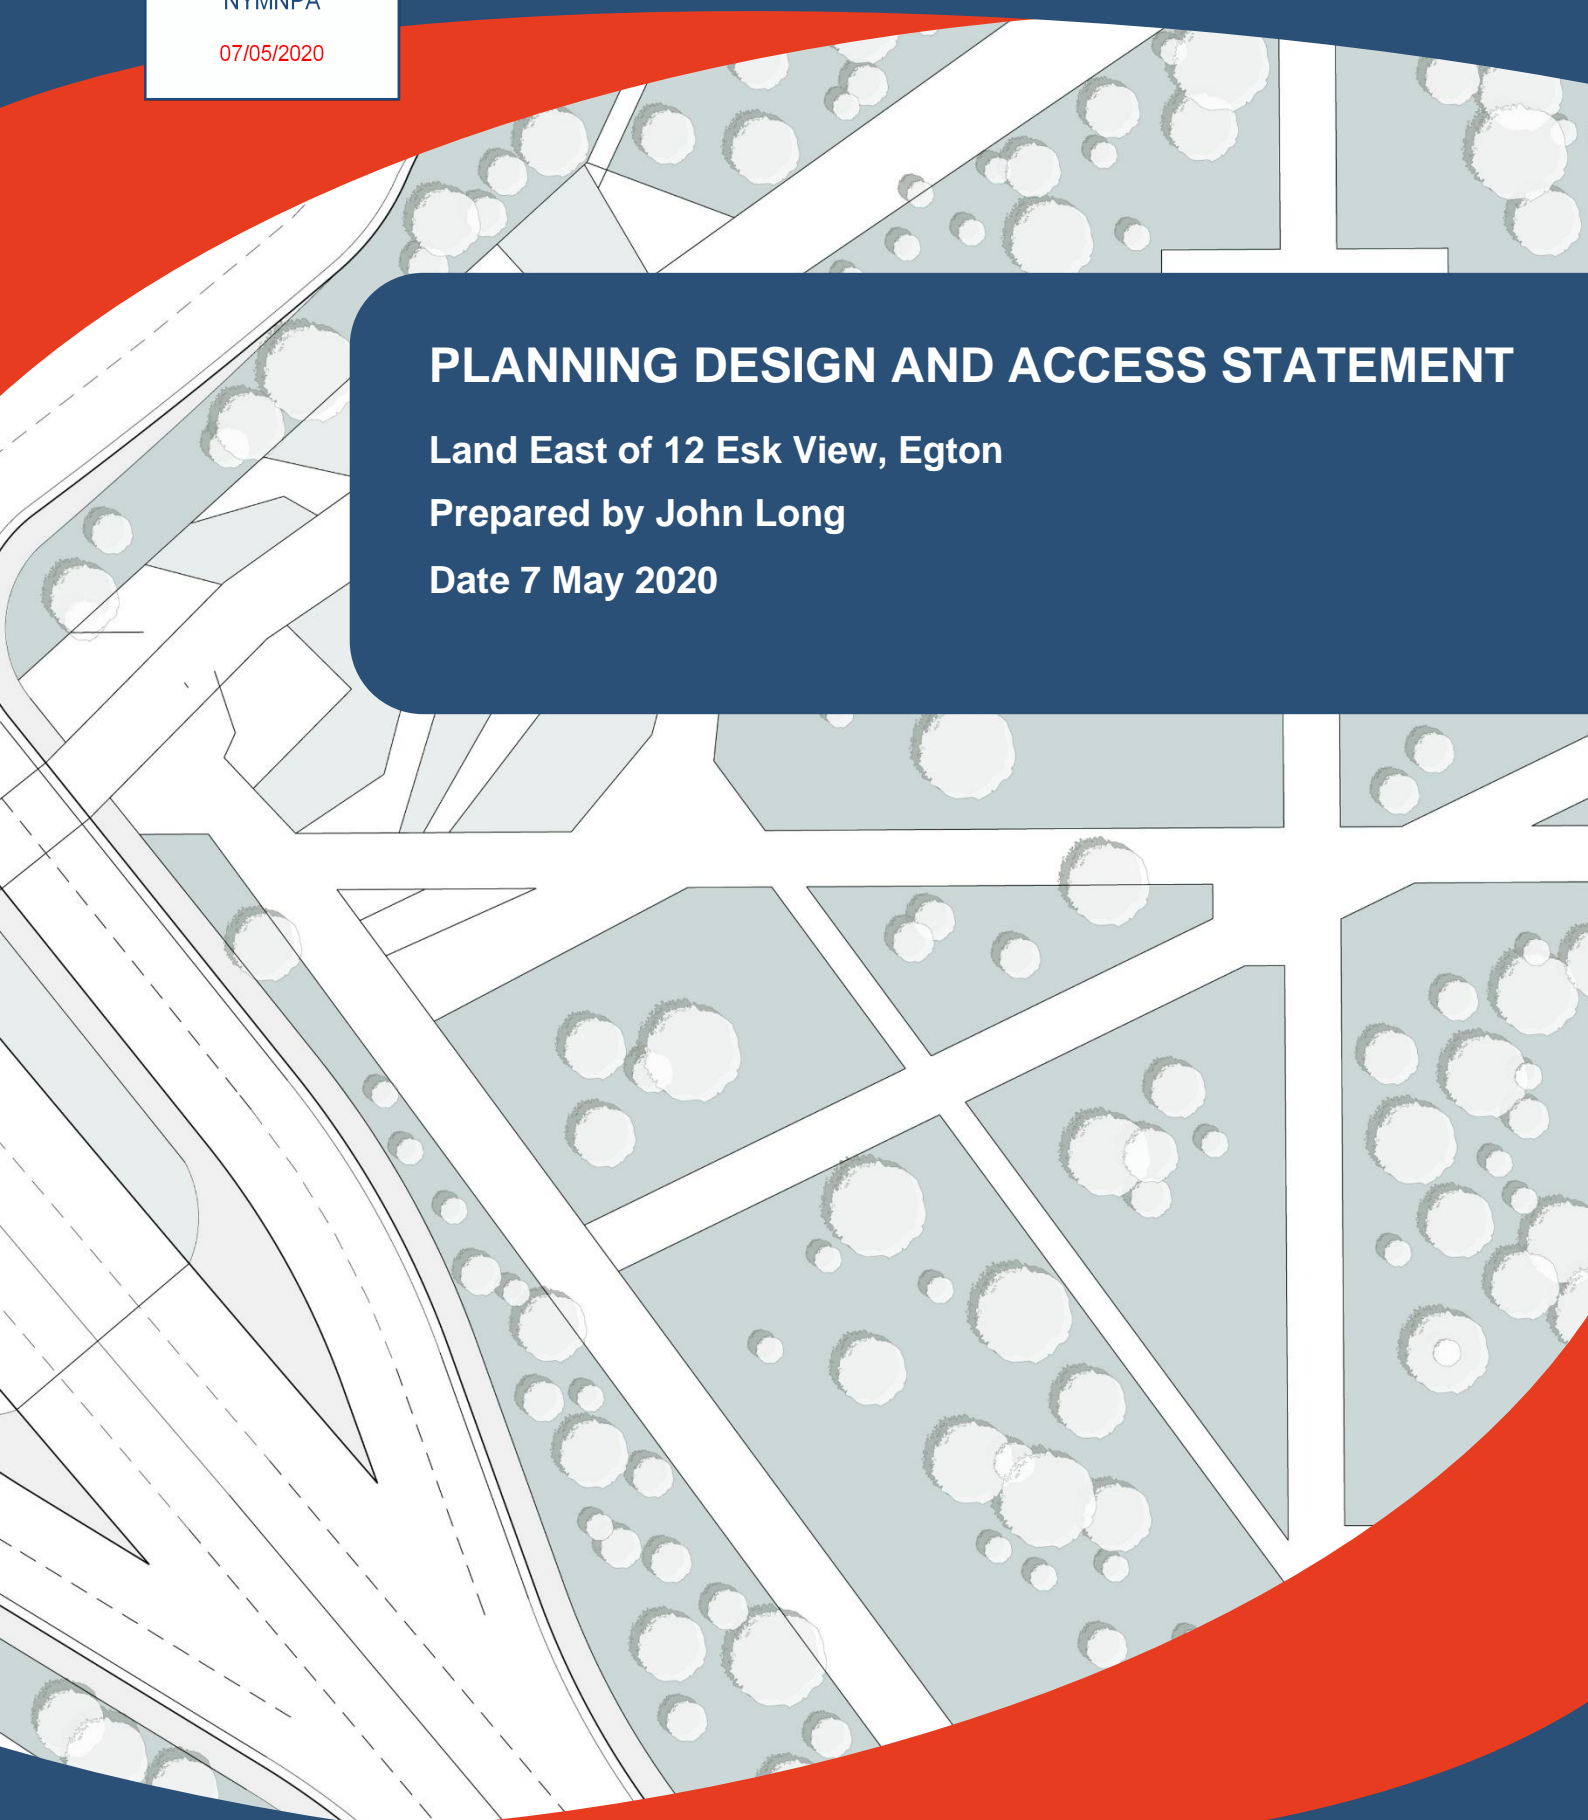 NYMNPA
07/05/2020
PLANNING DESIGN AND ACCESS STATEMENT
Land East of 12 Esk View, Egton
Prepared by John Long
Date 7 May 2020